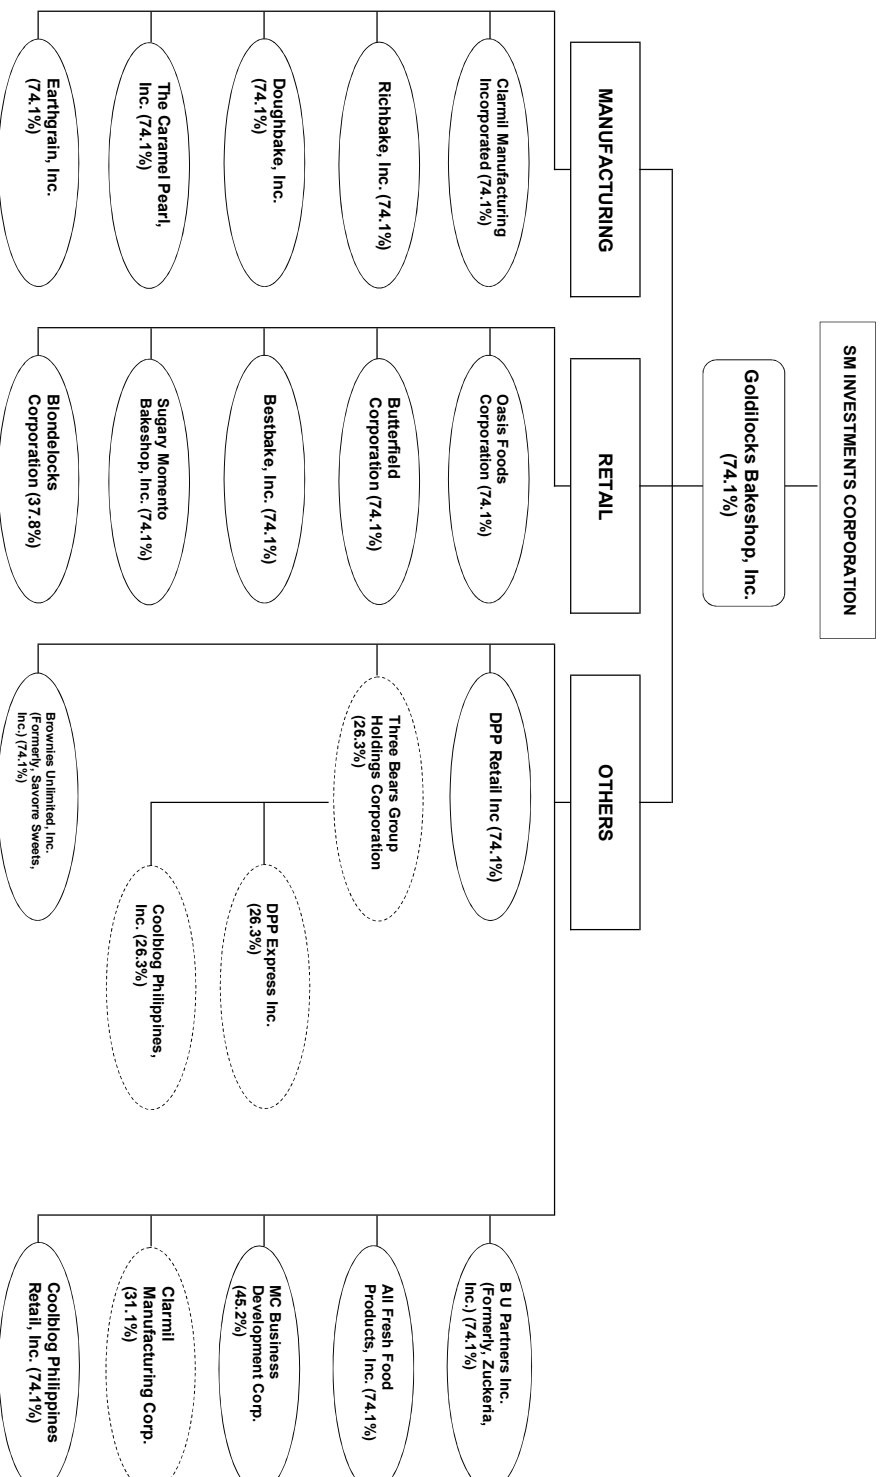 SM INVESTMENTS CORPORATION
Goldilocks Bakeshop, Inc.
(74.1%)
MANUFACTURING
Clarmil Manufacturing
Incorporated (74.1%)
Richbake, Inc. (74.1%)
Doughbake, Inc.
(74.1%)
The Caramel Pearl,
Inc. (74.1%)
Earthgrain, Inc.
(74.1%)
RETAIL
Oasis Foods
Corporation (74.1%)
Butterfield
Corporation (74.1%)
Bestbake, Inc. (74.1%)
Sugary Momento
Bakeshop, Inc. (74.1%)
Blondelocks
Corporation (37.8%)
OTHERS
DPP Retail Inc (74.1%)
Three Bears Group
Holdings Corporation
(26.3%)
DPP Express Inc.
(26.3%)
Coolblog Philippines,
Inc. (26.3%)
Brownies Unlimited, Inc.
(Formerly, Savorre Sweets,
Inc.) (74.1%)
B U Partners Inc.
(Formerly, Zuckeria,
Inc.) (74.1%)
All Fresh Food
Products, Inc. (74.1%)
MC Business
Development Corp.
(45.2%)
Clarmil
Manufacturing Corp.
(31.1%)
Coolblog Philippines
Retail, Inc. (74.1%)